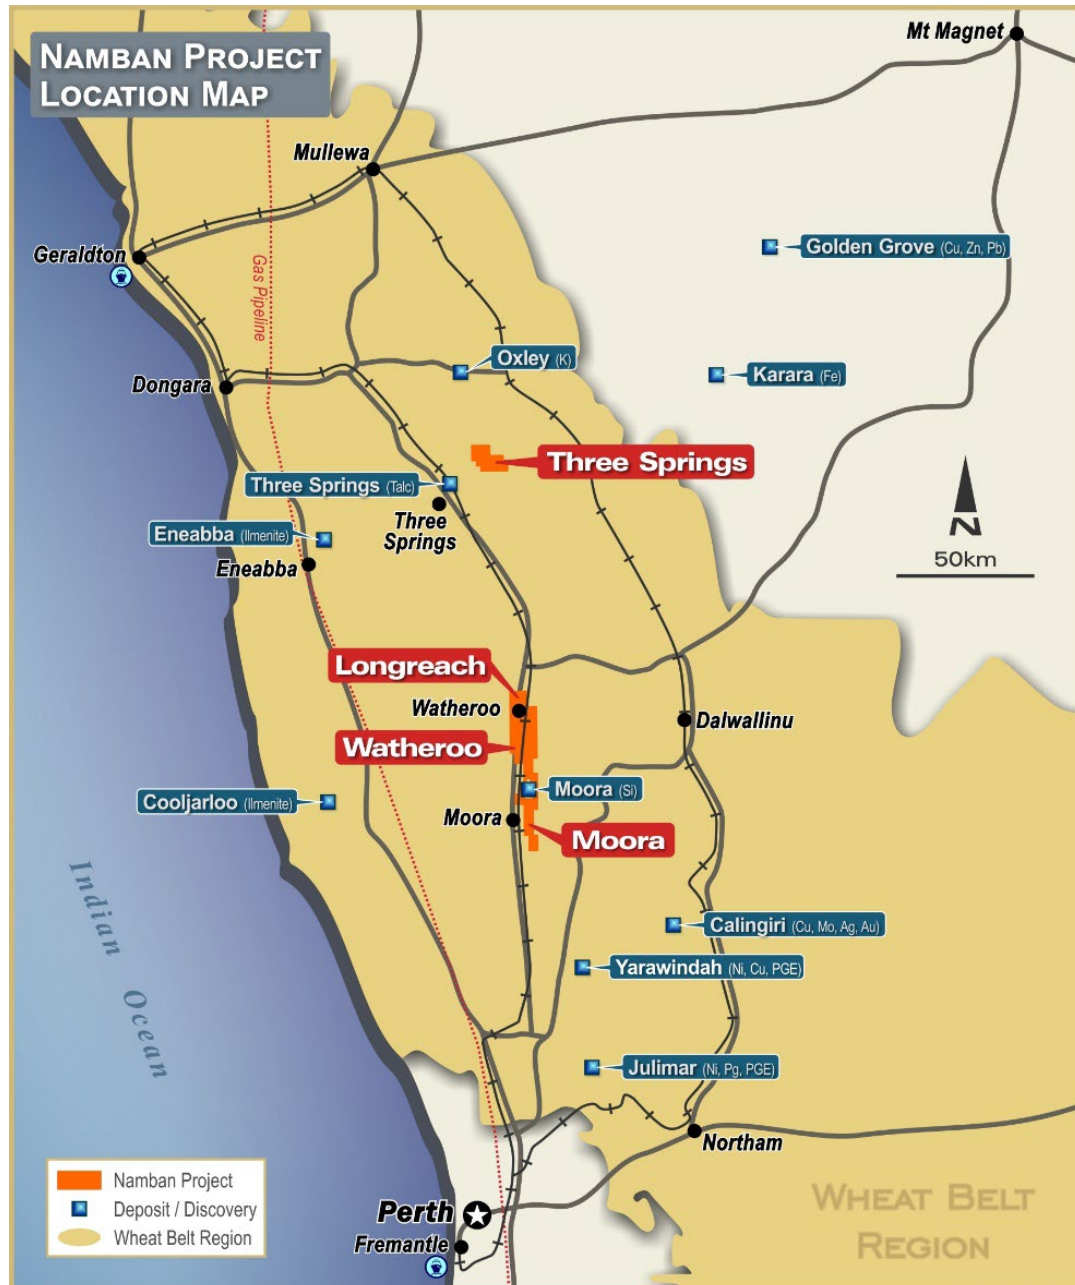 NAMBAN PROJECT
LOCATION MAP
Mt Magnet
Mullewa
Geraldton
Golden Grove (Cu, Zn, Pb)
Gas Pipeline
Oxley (K)
Karara (Fe)
Dongara
Three Springs
Three Springs (Talc)
Three
Springs
Eneabba (Ilmenite)
Eneabba
N
50km
Longreach
Watheroo
Dalwallinu
Watheroo
Cooljarloo (Ilmenite)
Moora (Si)
Moora
Moora
Indian Ocean
Calingiri (Cu, Mo, Ag, Au)
Yarawindah (Ni, Cu, PGE)
Julimar (Ni, Pg, PGE)
Northam
Namban Project
Deposit / Discovery
Wheat Belt Region
Perth
Fremantle
WHEAT BELT
REGION